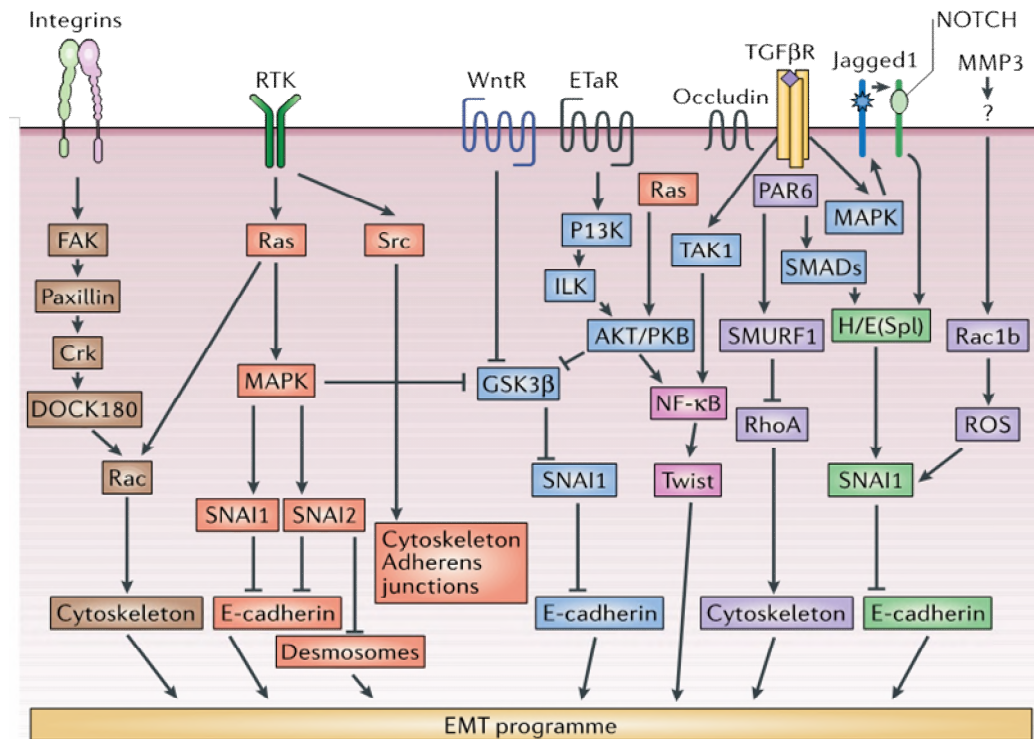 Integrins
RTK
WntR
ETaR
Occludin
TGFβR
Jagged1
NOTCH
MMP3
?
FAK
Paxillin
Crk
DOCK180
Rac
Cytoskeleton
Ras
Src
MAPK
SNAI1
SNAI2
E-cadherin
Desmosomes
Cytoskeleton
Adherens
junctions
P13K
ILK
Ras
AKT/PKB
GSK3β
SNAI1
E-cadherin
TAK1
NF-κB
Twist
PAR6
SMURF1
RhoA
Cytoskeleton
MAPK
SMADs
H/E(Spl)
SNAI1
E-cadherin
Rac1b
ROS
EMT programme